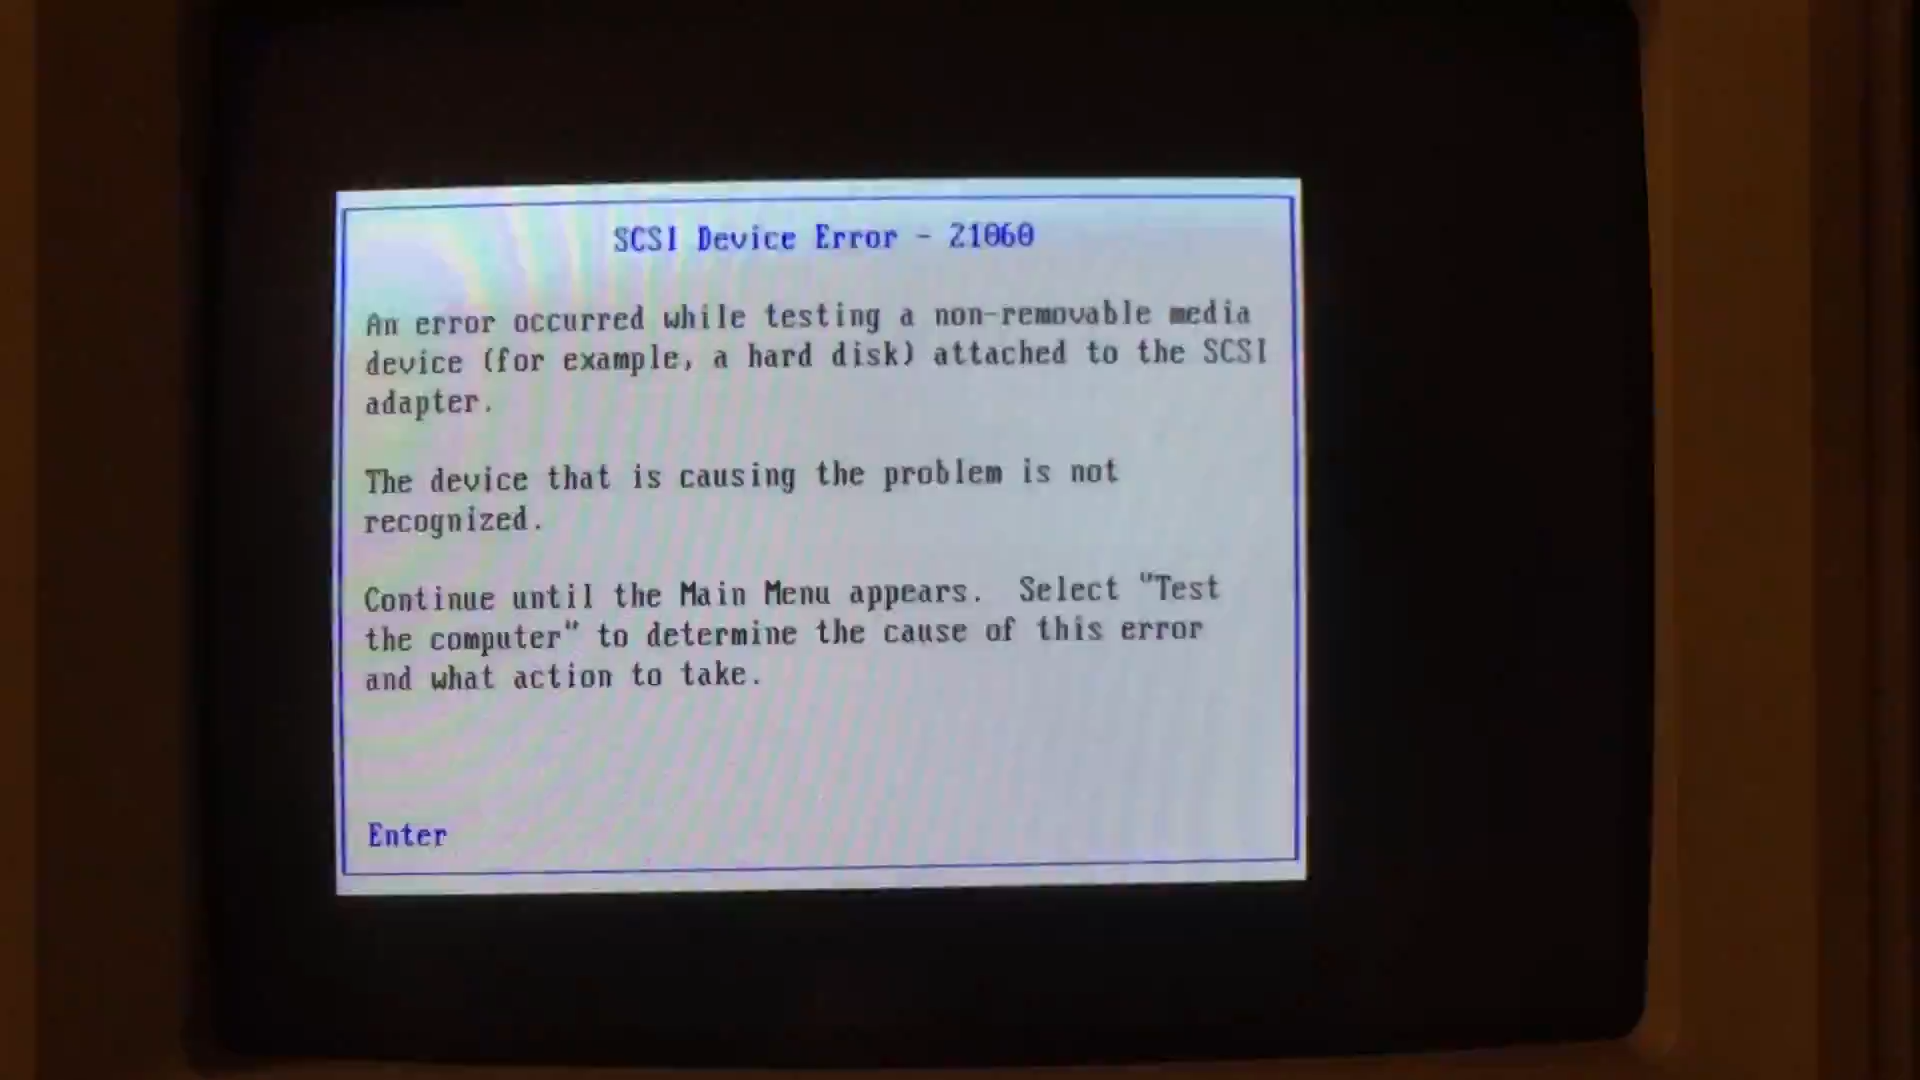 SCSI Device Error - 21060
An error occurred while testing a non-removable media
device (for example, a hard disk) attached to the SCSI
adapter.
The device that is causing the problem is not
recognized.
Continue until the Main Menu appears.  Select "Test
the computer" to determine the cause of this error
and what action to take.
Enter